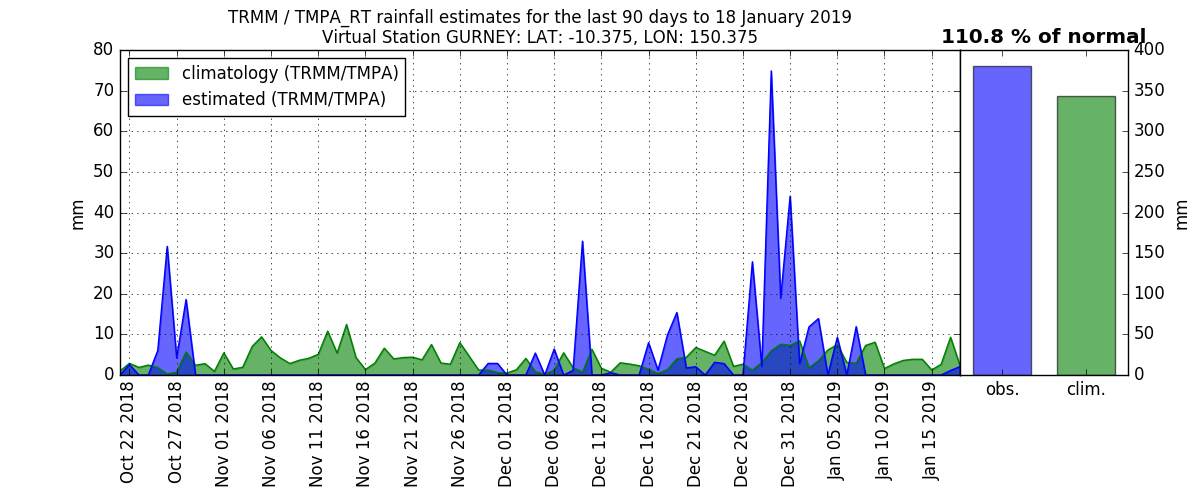 TRMM / TMPA_RT rainfall estimates for the last 90 days to 18 January 2019
Virtual Station GURNEY: LAT: -10.375, LON: 150.375
110.8 % of normal
climatology (TRMM/TMPA)
estimated (TRMM/TMPA)
mm
80
70
60
50
40
30
20
10
0
Oct 22 2018
Oct 27 2018
Nov 01 2018
Nov 06 2018
Nov 11 2018
Nov 16 2018
Nov 21 2018
Nov 26 2018
Dec 01 2018
Dec 06 2018
Dec 11 2018
Dec 16 2018
Dec 21 2018
Dec 26 2018
Dec 31 2018
Jan 05 2019
Jan 10 2019
Jan 15 2019
400
350
300
250
200
150
100
50
0
mm
obs.
clim.